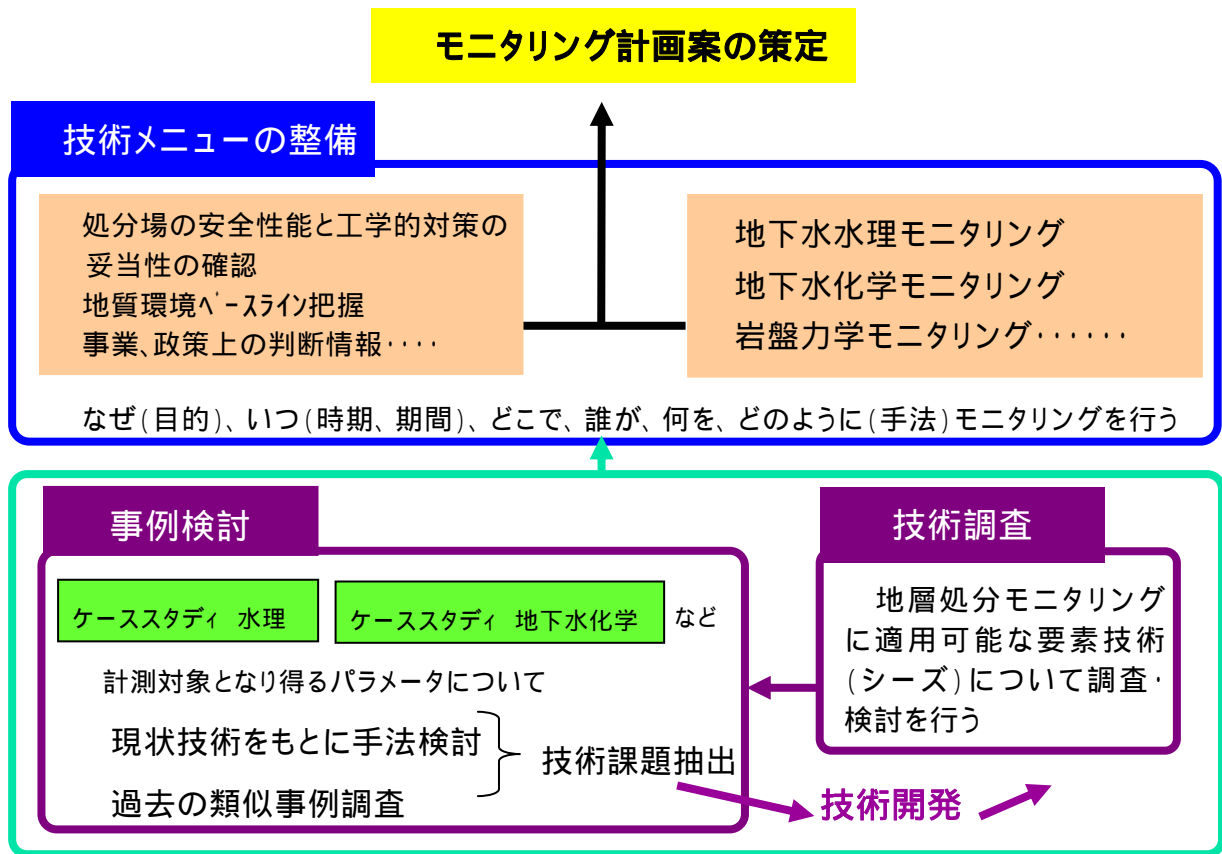 モニタリング計画案の策定
技術メニューの整備
処分場の安全性能と工学的対策の
妥当性の確認
地質環境ﾍﾞｰｽﾗｲﾝ把握
事業、政策上の判断情報････
地下水水理モニタリング
地下水化学モニタリング
岩盤力学モニタリング･･････
なぜ(目的)、いつ(時期、期間)、どこで、誰が、何を、どのように(手法)モニタリングを行う
事例検討
ケーススタディ 水理
ケーススタディ 地下水化学
など
計測対象となり得るパラメータについて
現状技術をもとに手法検討
過去の類似事例調査
技術課題抽出
技術調査
地層処分モニタリング
に適用可能な要素技術
(シーズ)について調査･
検討を行う
技術開発